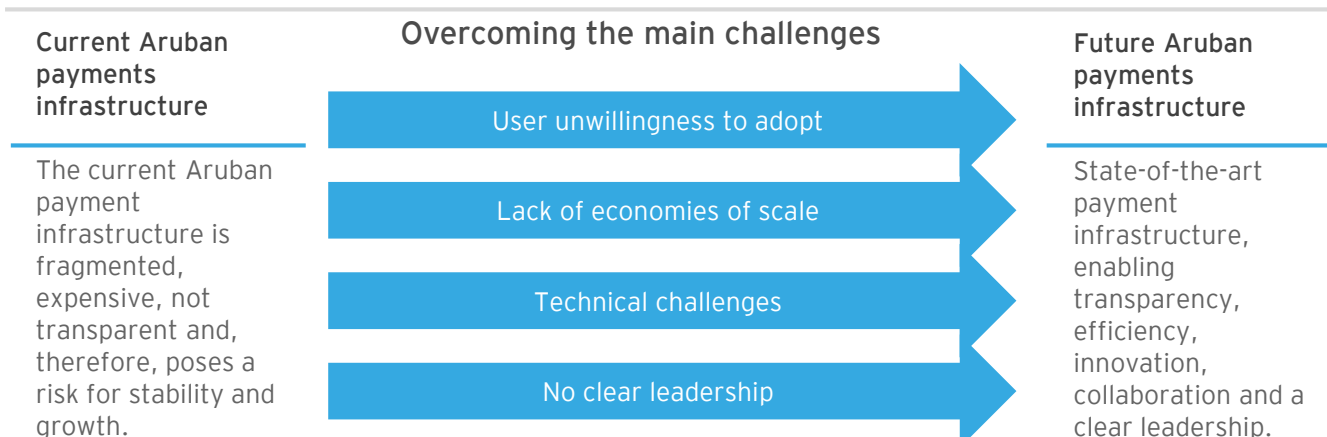 Current Aruban
payments
infrastructure
The current Aruban
payment
infrastructure is
fragmented,
expensive, not
transparent and,
therefore, poses a
risk for stability and
growth.
Overcoming the main challenges
User unwillingness to adopt
Lack of economies of scale
Technical challenges
No clear leadership
Future Aruban
payments
infrastructure
State-of-the-art
payment
infrastructure,
enabling
transparency,
efficiency,
innovation,
collaboration and a
clear leadership.